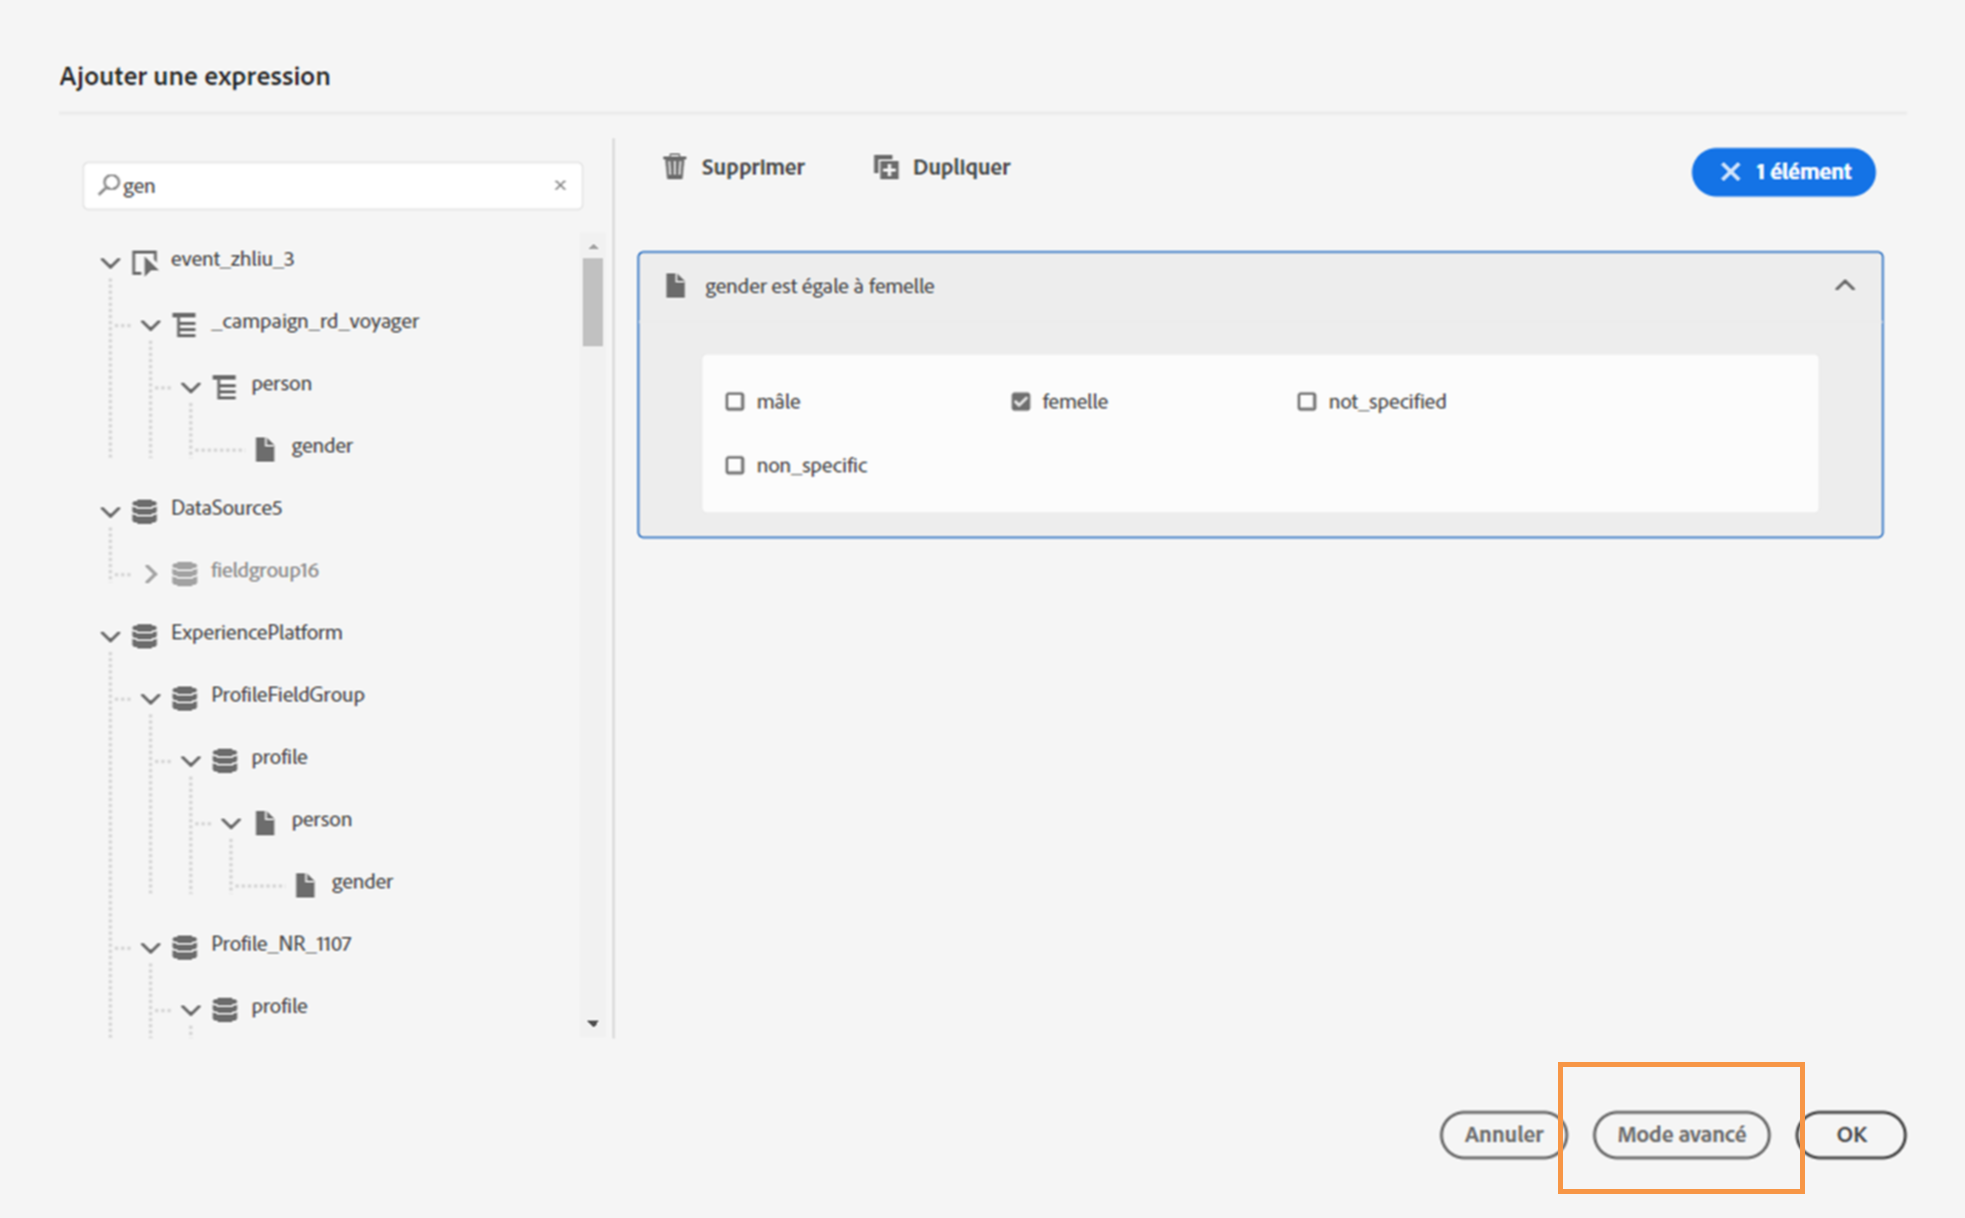 Ajouter une expression
gen
event_zhliu_3
_campaign_rd_voyager
person
gender
DataSource5
fieldgroup16
ExperiencePlatform
ProfileFieldGroup
profile
person
gender
Profile_NR_1107
profile
Supprimer
Dupliquer
1 élément
gender est égale à femelle
mâle
femelle
not_specified
non_specific
Annuler
Mode avancé
OK